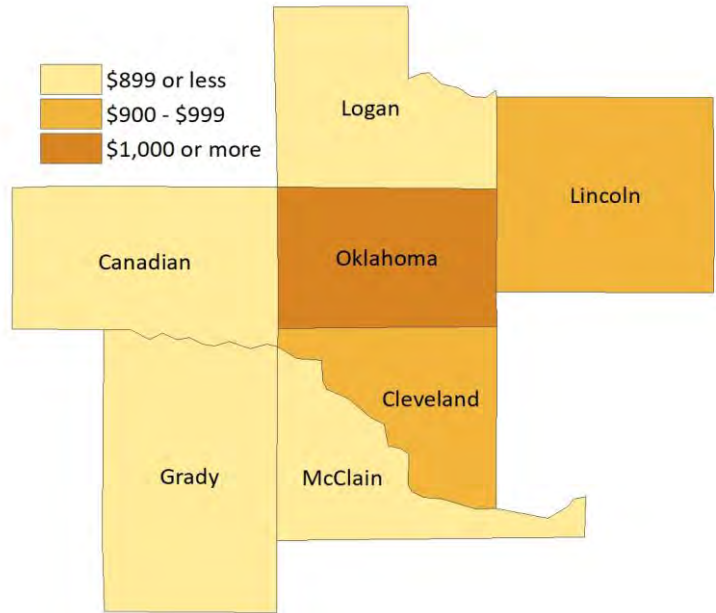 $899 or less
$900 - $999
$1,000 or more
Logan
Lincoln
Canadian
Oklahoma
Cleveland
Grady
McClain